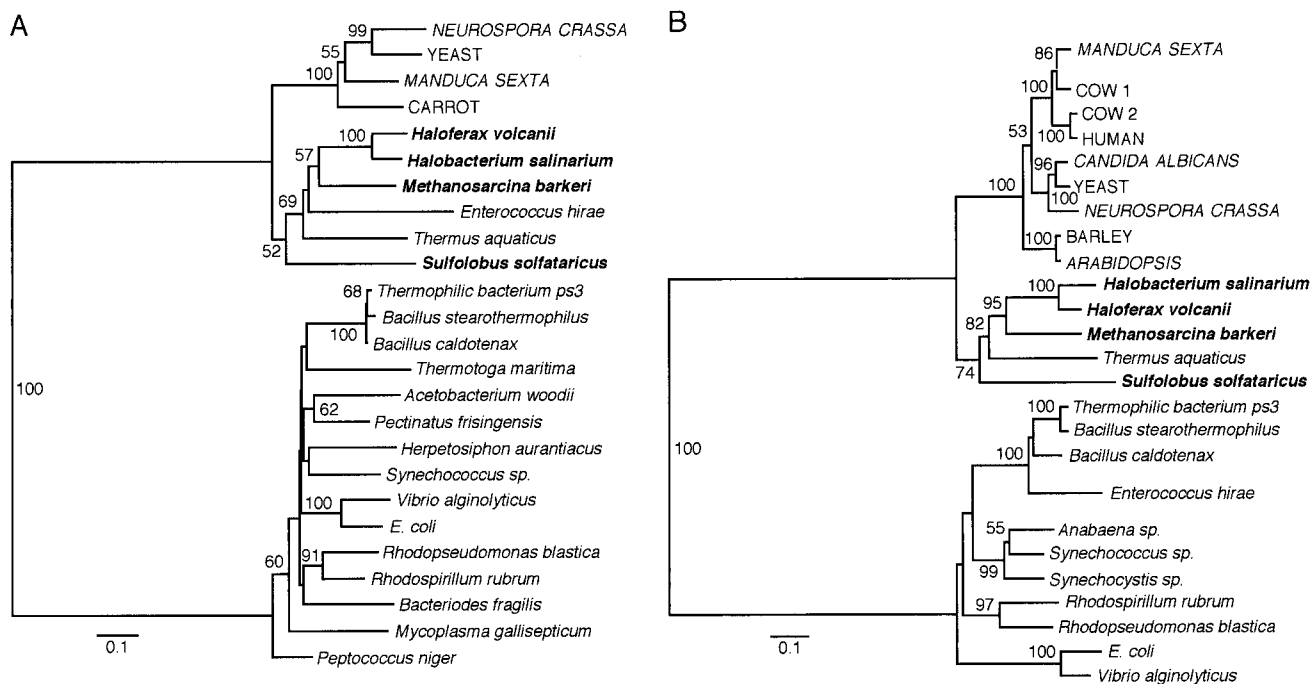 A
99
NEUROSPORA CRASSA
55
YEAST
100
MANDUCA SEXTA
CARROT
100
Haloferax volcanii
57
Halobacterium salinarium
Methanosarcina barkeri
69
Enterococcus hirae
Thermus aquaticus
52
Sulfolobus solfataricus
68
Thermophilic bacterium ps3
Bacillus stearothermophilus
100
Bacillus caldotenax
Thermotoga maritima
100
Acetobacterium woodii
62
Pectinatus frisingensis
Herpetosiphon aurantiacus
Synechococcus sp.
100
Vibrio alginolyticus
E. coli
91
Rhodopseudomonas blastica
60
Rhodospirillum rubrum
Bacteriodes fragilis
Mycoplasma gallisepticum
0.1
Peptococcus niger
B
86
MANDUCA SEXTA
100
COW 1
COW 2
53
100
HUMAN
96
CANDIDA ALBICANS
100
YEAST
100
NEUROSPORA CRASSA
100
BARLEY
ARABIDOPSIS
100
Halobacterium salinarium
95
Haloferax volcanii
82
Methanosarcina barkeri
Thermus aquaticus
74
Sulfolobus solfataricus
100
Thermophilic bacterium ps3
Bacillus stearothermophilus
100
100
Bacillus caldotenax
Enterococcus hirae
55
Anabaena sp.
Synechococcus sp.
99
Synechocystis sp.
97
Rhodospirillum rubrum
Rhodopseudomonas blastica
0.1
100
E. coli
Vibrio alginolyticus